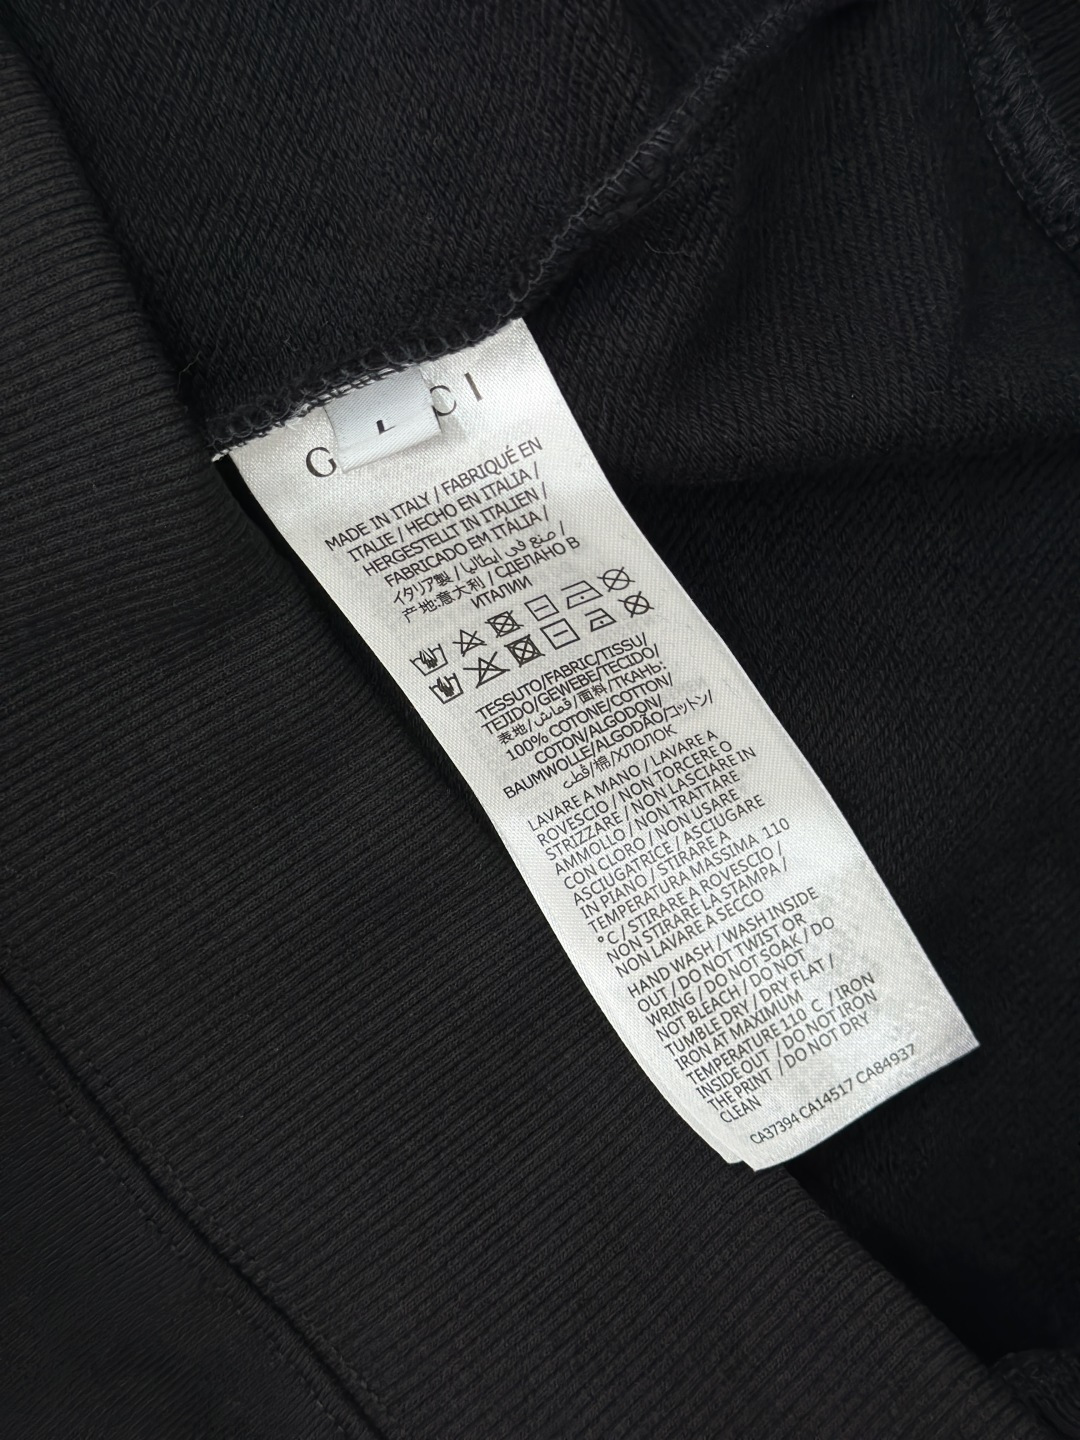 G CI
L
MADE IN ITALY / FABRIQUÉ EN
ITALIE / HECHO EN ITALIA /
HERGESTELLT IN ITALIEN /
FABRICADO EM ITÁLIA /
イタリア製 / صنع في إيطاليا /
产地:意大利 / СДЕЛАНО В
ИТАЛИИ
TESSUTO/FABRIC/TISSU/
TEJIDO/GEWEBE/TECIDO/
表地/قماش/面料/ТКАНЬ:
100% COTONE/COTTON/
COTON/ALGODON/
BAUMWOLLE/ALGODÃO/コットン/
قطن/棉/ХЛОПОК
LAVARE A MANO / LAVARE A
ROVESCIO / NON TORCERE O
STRIZZARE / NON LASCIARE IN
AMMOLLO / NON TRATTARE
CON CLORO / NON USARE
ASCIUGATRICE / ASCIUGARE
IN PIANO / STIRARE A
TEMPERATURA MASSIMA 110
°C / STIRARE A ROVESCIO /
NON STIRARE LA STAMPA /
NON LAVARE A SECCO
HAND WASH / WASH INSIDE
OUT / DO NOT TWIST OR
WRING / DO NOT SOAK / DO
NOT BLEACH / DO NOT
TUMBLE DRY / DRY FLAT /
IRON AT MAXIMUM
TEMPERATURE 110 C / IRON
INSIDE OUT / DO NOT IRON
THE PRINT / DO NOT DRY
CLEAN
CA37394 CA14517 CA84937